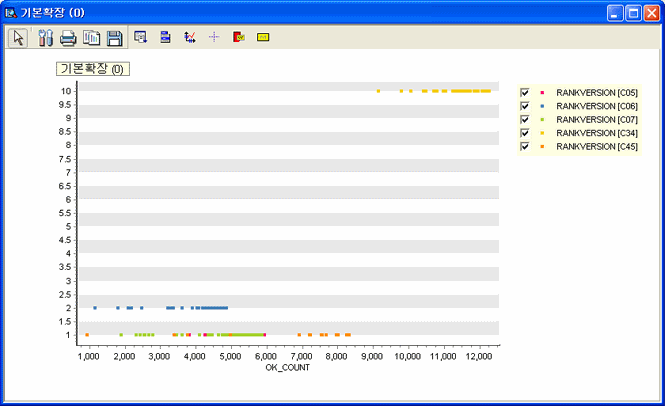 기본확장 (0)
기본확장 (0)
RANKVERSION [C05]
RANKVERSION [C06]
RANKVERSION [C07]
RANKVERSION [C34]
RANKVERSION [C45]
10
9.5
9
8.5
8
7.5
7
6.5
6
5.5
5
4.5
4
3.5
3
2.5
2
1.5
1
1,000 2,000 3,000 4,000 5,000 6,000 7,000 8,000 9,000 10,000 11,000 12,000
OK_COUNT